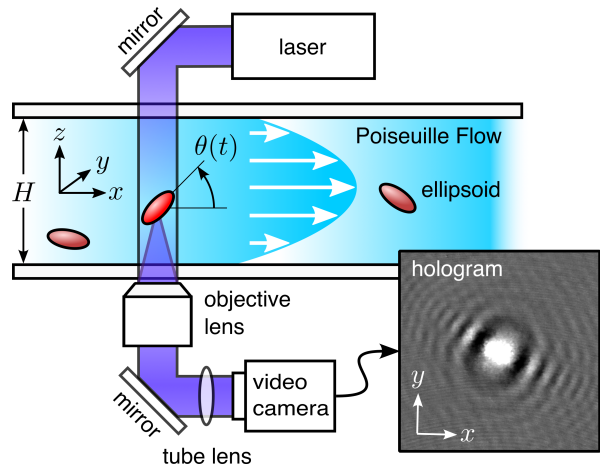 mirror
laser
Poiseuille Flow
θ(t)
z
y
x
H
ellipsoid
hologram
objective
lens
y
x
video
camera
mirror
tube lens